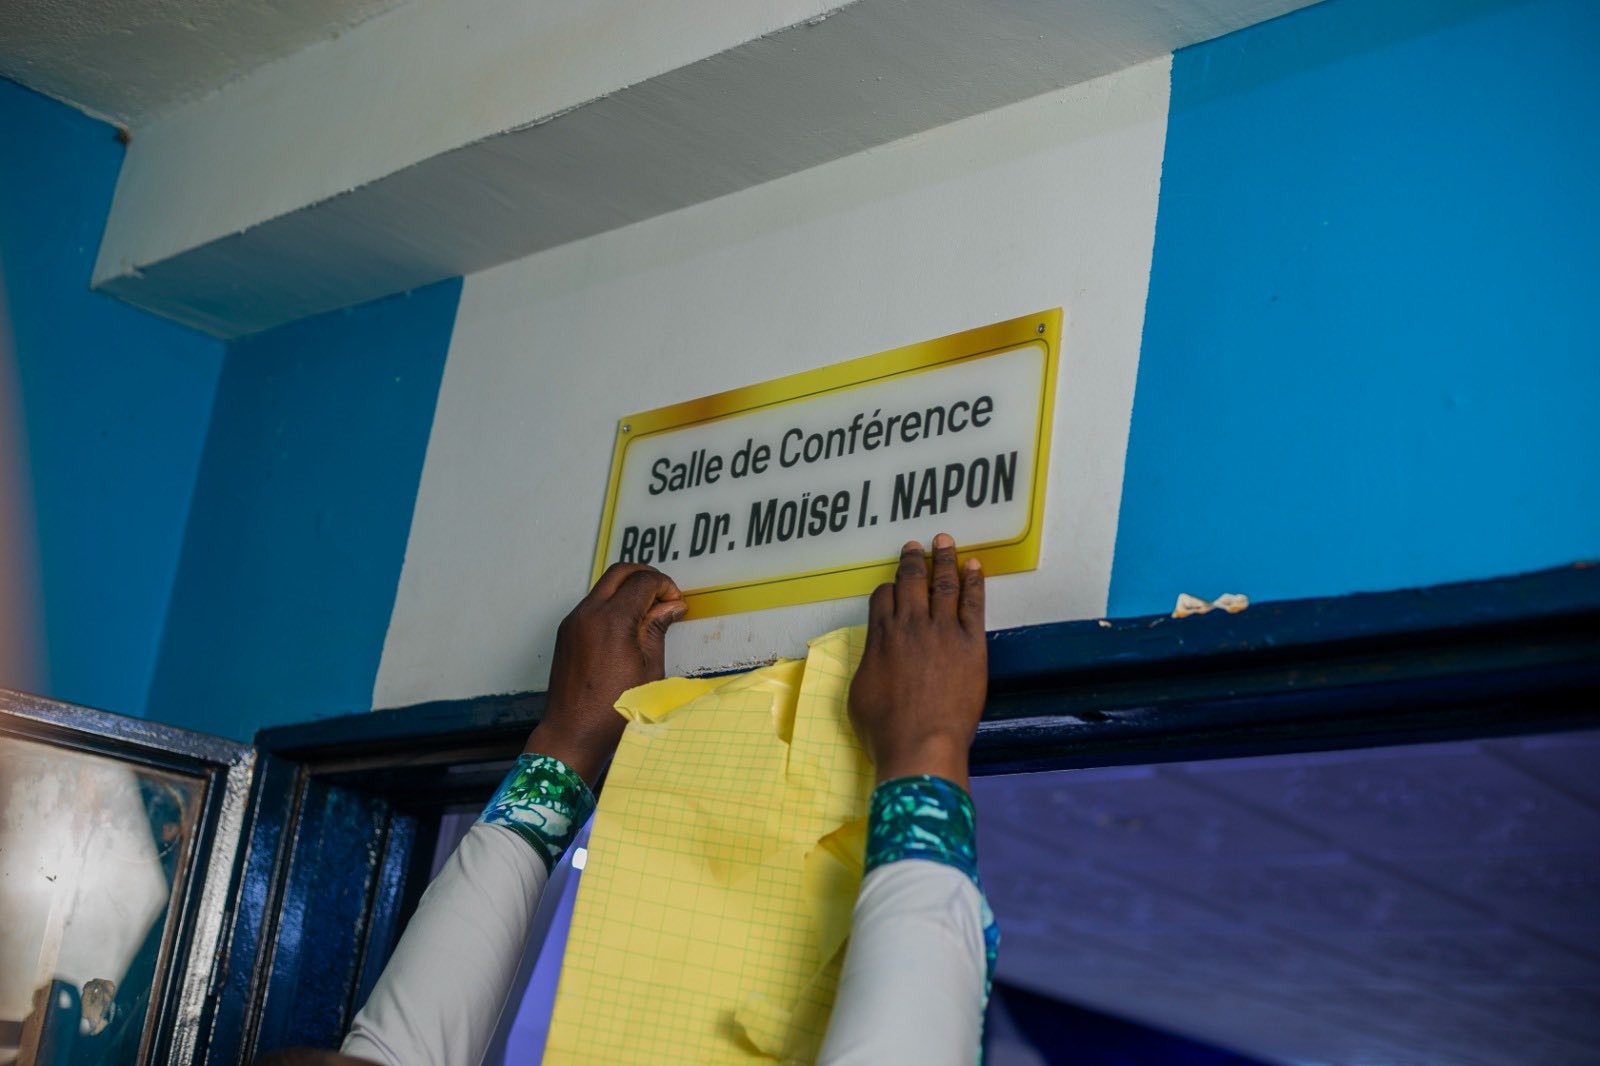 Salle de Conférence
Rev. Dr. Moïse I. NAPON